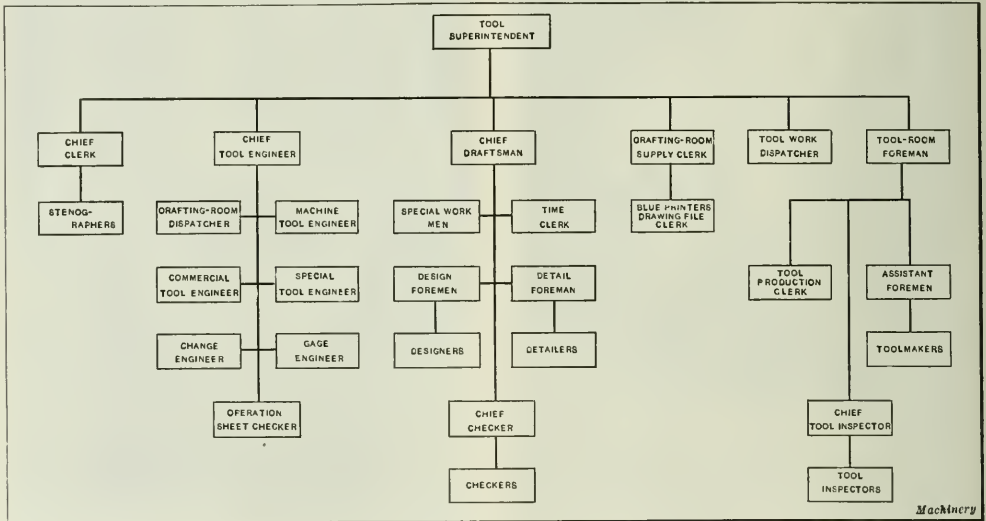 TOOL
SUPERINTENDENT
CHIEF
CLERK
CHIEF
TOOL ENGINEER
CHIEF
DRAFTSMAN
DRAFTING-ROOM
SUPPLY CLERK
TOOL WORK
DISPATCHER
TOOL-ROOM
FOREMAN
STENOG-
RAPHERS
DRAFTING-ROOM
DISPATCHER
MACHINE
TOOL ENGINEER
SPECIAL WORK
MEN
TIME
CLERK
BLUE PRINTERS
DRAWING FILE
CLERK
COMMERCIAL
TOOL ENGINEER
SPECIAL
TOOL ENGINEER
DESIGN
FOREMEN
DETAIL
FOREMAN
TOOL
PRODUCTION
CLERK
ASSISTANT
FOREMEN
CHANGE
ENGINEER
GAGE
ENGINEER
DESIGNERS
DETAILERS
TOOLMAKERS
OPERATION
SHEET CHECKER
CHIEF
CHECKER
CHIEF
TOOL INSPECTOR
CHECKERS
TOOL
INSPECTORS
Machinery